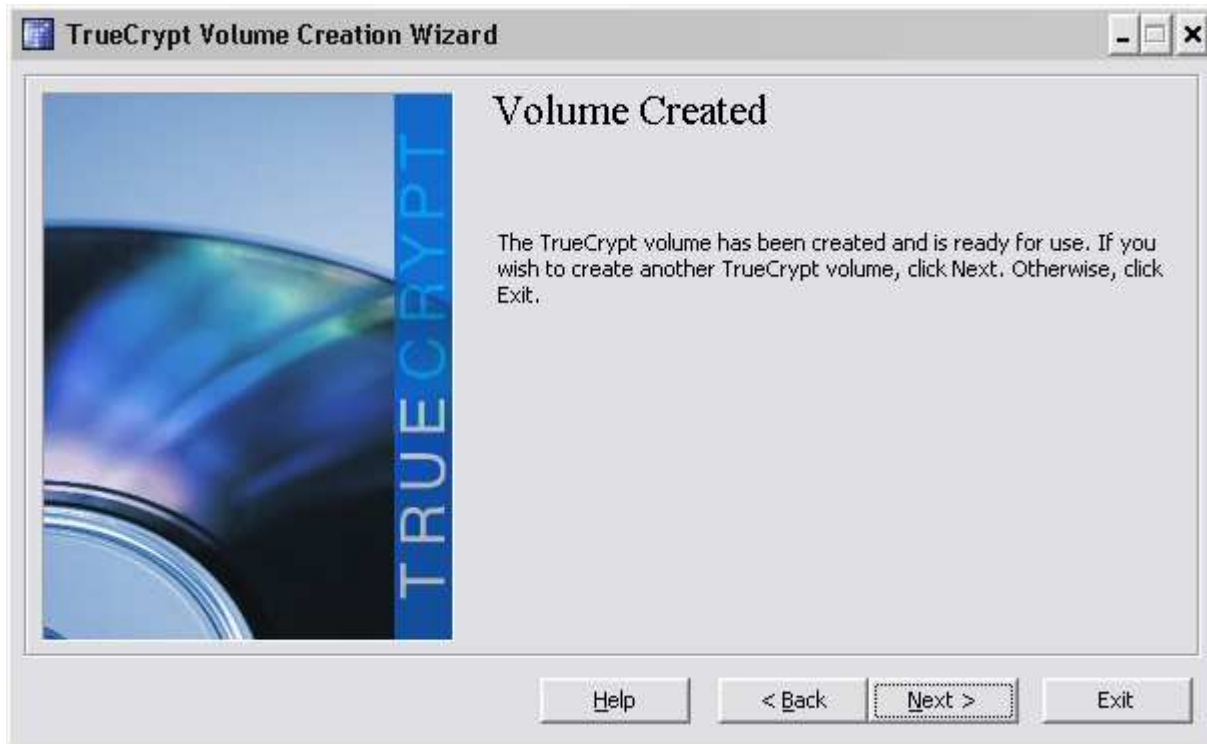 TrueCrypt Volume Creation Wizard
TRUECRYPT
Volume Created
The TrueCrypt volume has been created and is ready for use. If you
wish to create another TrueCrypt volume, click Next. Otherwise, click
Exit.
Help
< Back
Next >
Exit